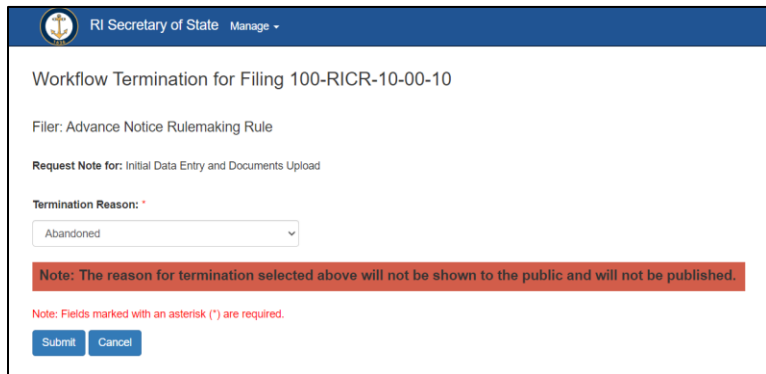 RI Secretary of State Manage
Workflow Termination for Filing 100-RICR-10-00-10
Filer: Advance Notice Rulemaking Rule
Request Note for: Initial Data Entry and Documents Upload
Termination Reason: *
Abandoned
Note: The reason for termination selected above will not be shown to the public and will not be published.
Note: Fields marked with an asterisk (*) are required.
Submit Cancel